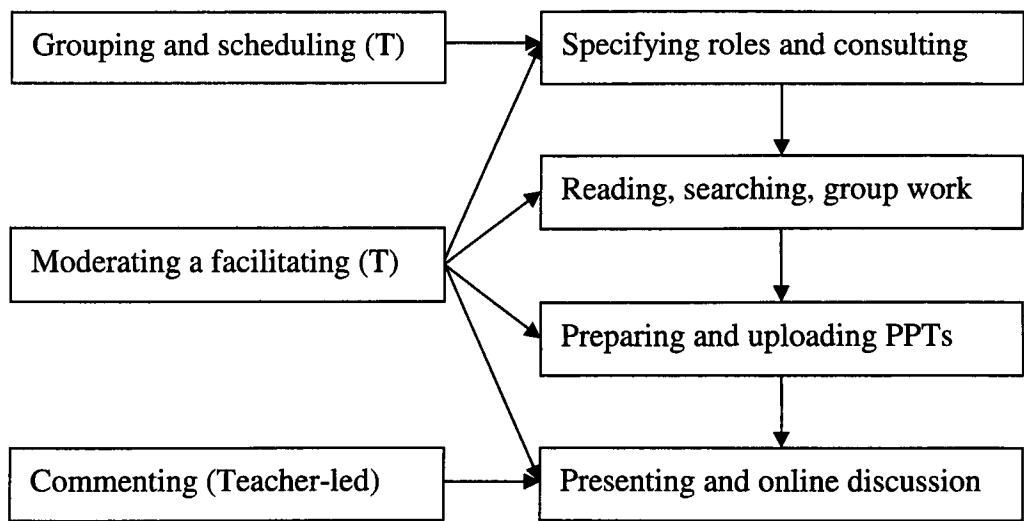 Grouping and scheduling (T)
Specifying roles and consulting
Reading, searching, group work
Moderating a facilitating (T)
Preparing and uploading PPTs
Commenting (Teacher-led)
Presenting and online discussion